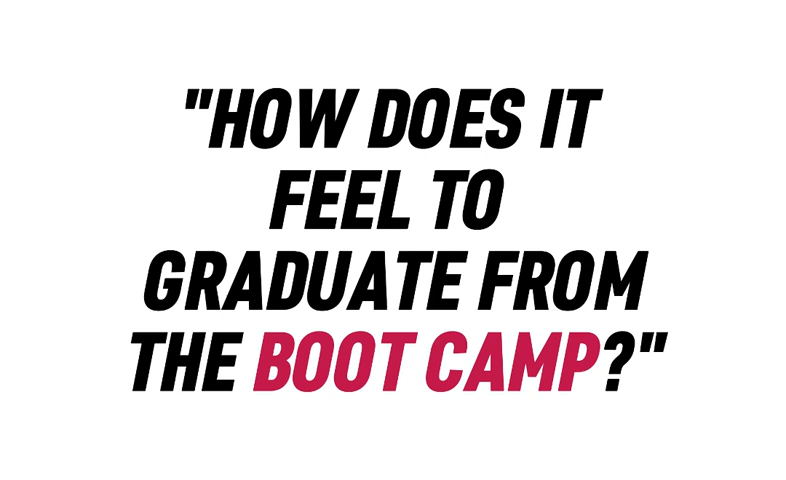 "HOW DOES IT
FEEL TO
GRADUATE FROM
THE BOOT CAMP?"